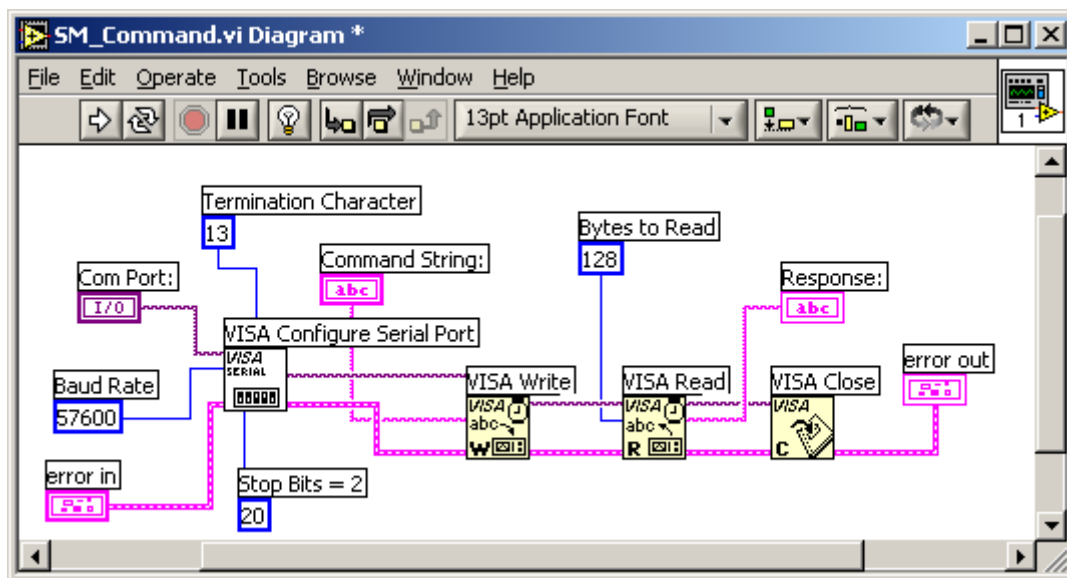 SM_Command.vi Diagram *
File Edit Operate Tools Browse Window Help
13pt Application Font
1
Termination Character
13
Command String:
abc
Bytes to Read
128
Com Port:
I/O
Response:
abc
VISA Configure Serial Port
VISA
SERIAL
Baud Rate
57600
VISA Write
VISA
abc
W
VISA Read
VISA
abc
R
VISA Close
VISA
C
error out
error in
Stop Bits = 2
20